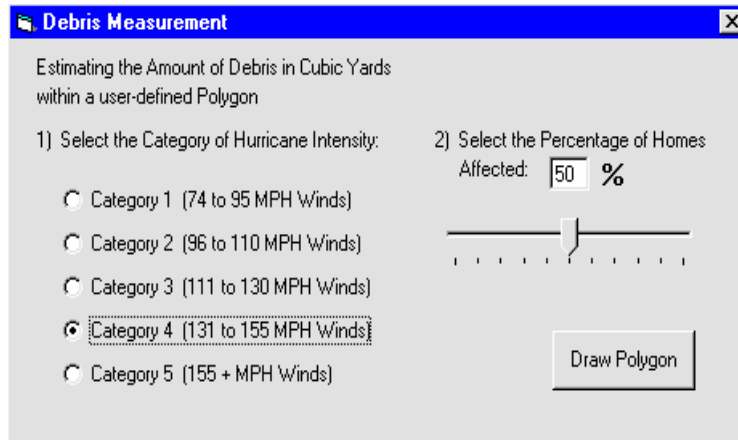 Debris Measurement
Estimating the Amount of Debris in Cubic Yards
within a user-defined Polygon
1) Select the Category of Hurricane Intensity:
Category 1 (74 to 95 MPH Winds)
Category 2 (96 to 110 MPH Winds)
Category 3 (111 to 130 MPH Winds)
Category 4 (131 to 155 MPH Winds)
Category 5 (155 + MPH Winds)
2) Select the Percentage of Homes
Affected: 50 %
Draw Polygon